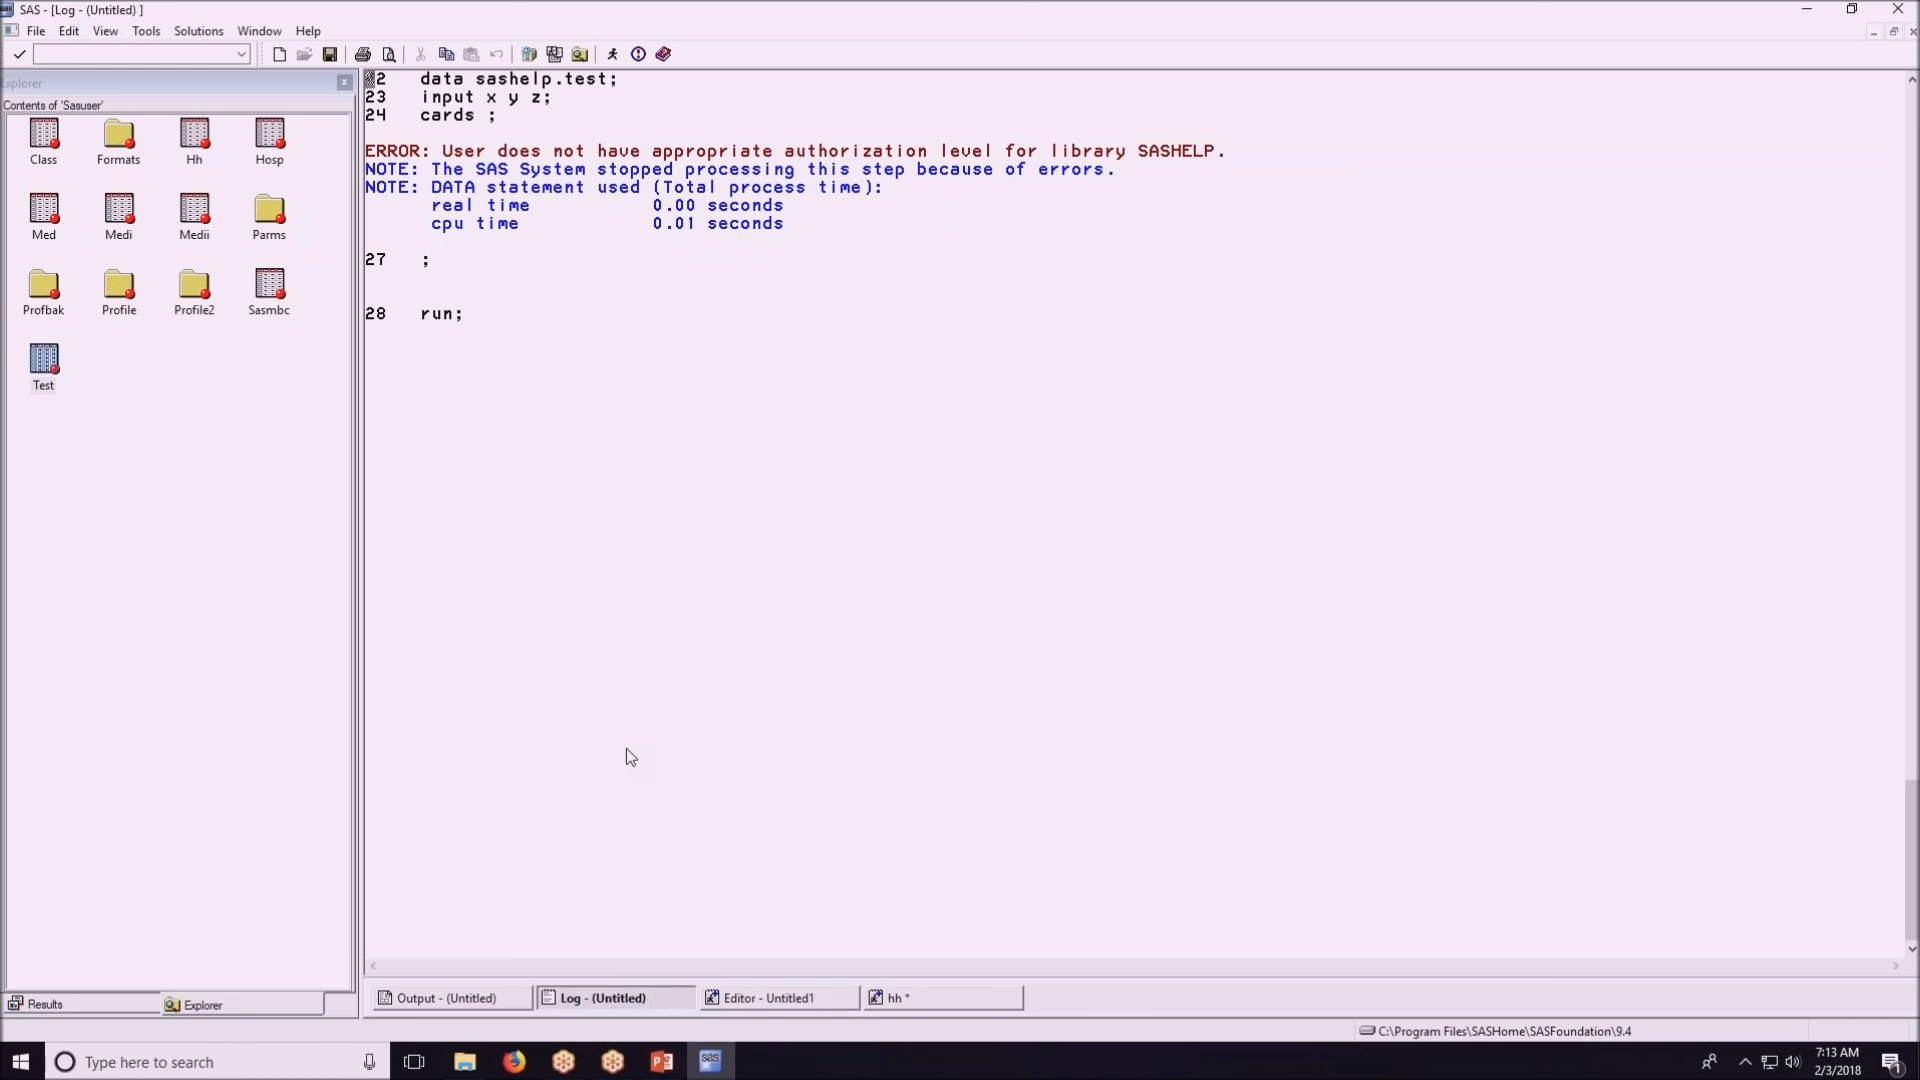 SAS - [Log - (Untitled) ]
File Edit View Tools Solutions Window Help
Explorer
Contents of 'Sasuser'
Class Formats Hh Hosp
Med Medi Medii Parms
Profbak Profile Profile2 Sasmbc
Test
2 data sashelp.test;
23 input x y z;
24 cards ;
ERROR: User does not have appropriate authorization level for library SASHELP.
NOTE: The SAS System stopped processing this step because of errors.
NOTE: DATA statement used (Total process time):
real time 0.00 seconds
cpu time 0.01 seconds
27 ;
28 run;
Results Explorer
Output - (Untitled) Log - (Untitled) Editor - Untitled1 hh *
C:\Program Files\SASHome\SASFoundation\9.4
Type here to search
sas
7:13 AM
2/3/2018
1